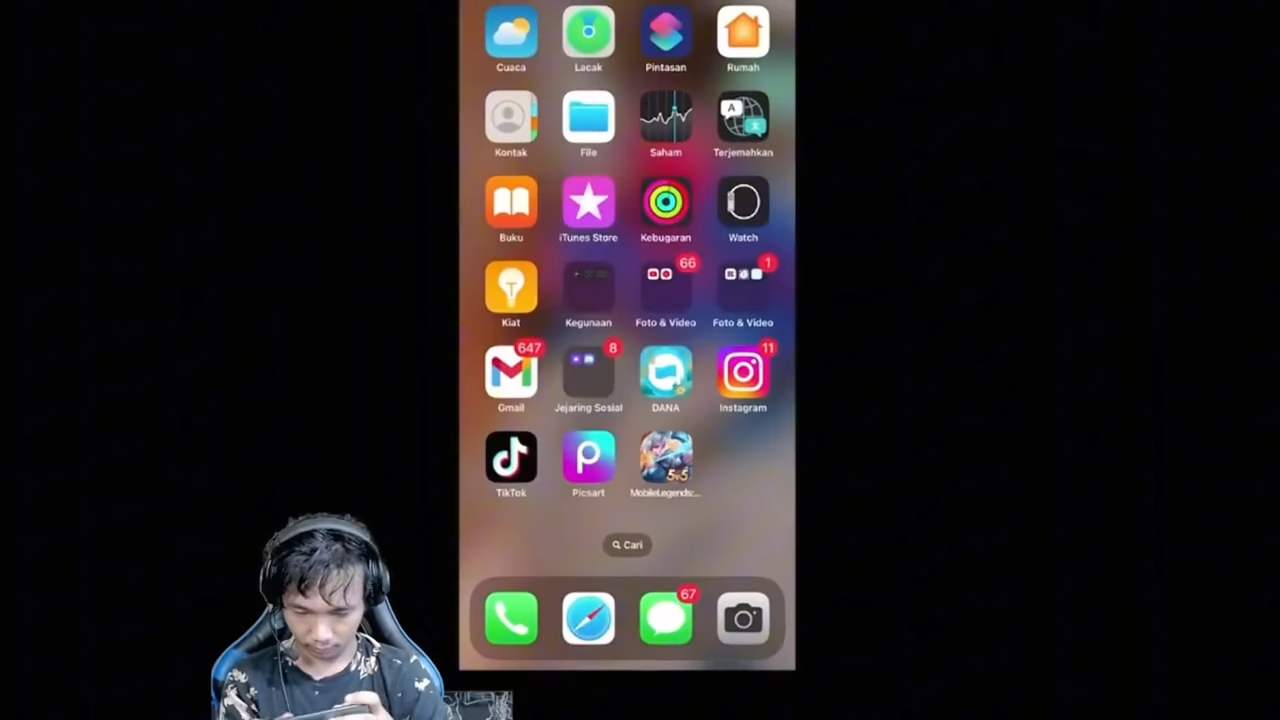 Cuaca Lacak Pintasan Rumah
A
Kontak File Saham Terjemahkan
Buku iTunes Store Kebugaran Watch
66 1
Kiat Kegunaan Foto & Video Foto & Video
647 8 11
Gmail Jejaring Sosial DANA Instagram
5v5
TikTok Picsart MobileLegends:...
Cari
67